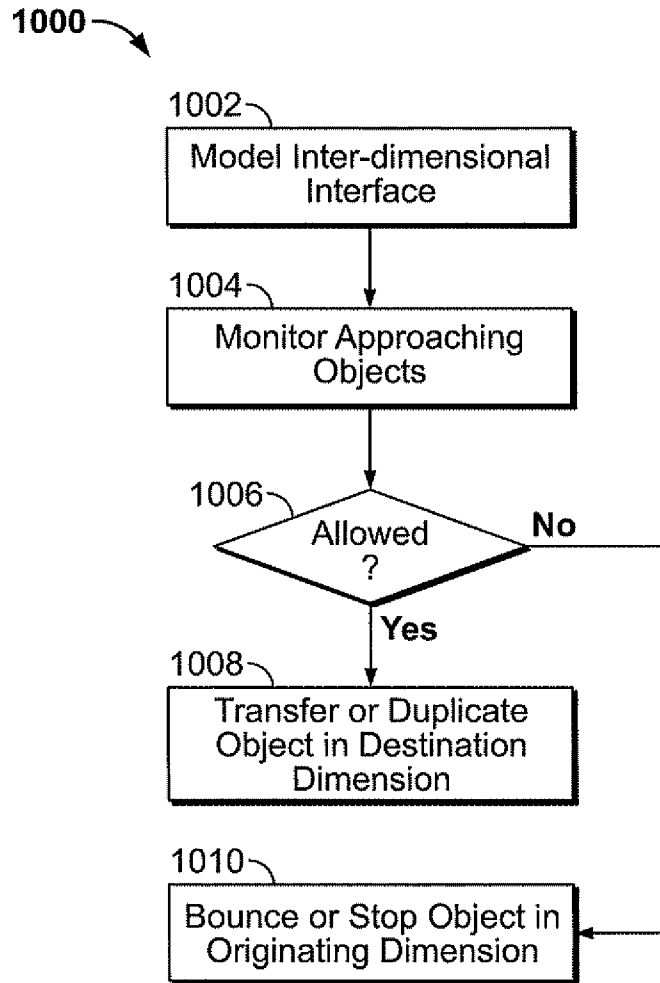 1000
1002
Model Inter-dimensional
Interface
1004
Monitor Approaching
Objects
1006
Allowed
?
No
Yes
1008
Transfer or Duplicate
Object in Destination
Dimension
1010
Bounce or Stop Object in
Originating Dimension